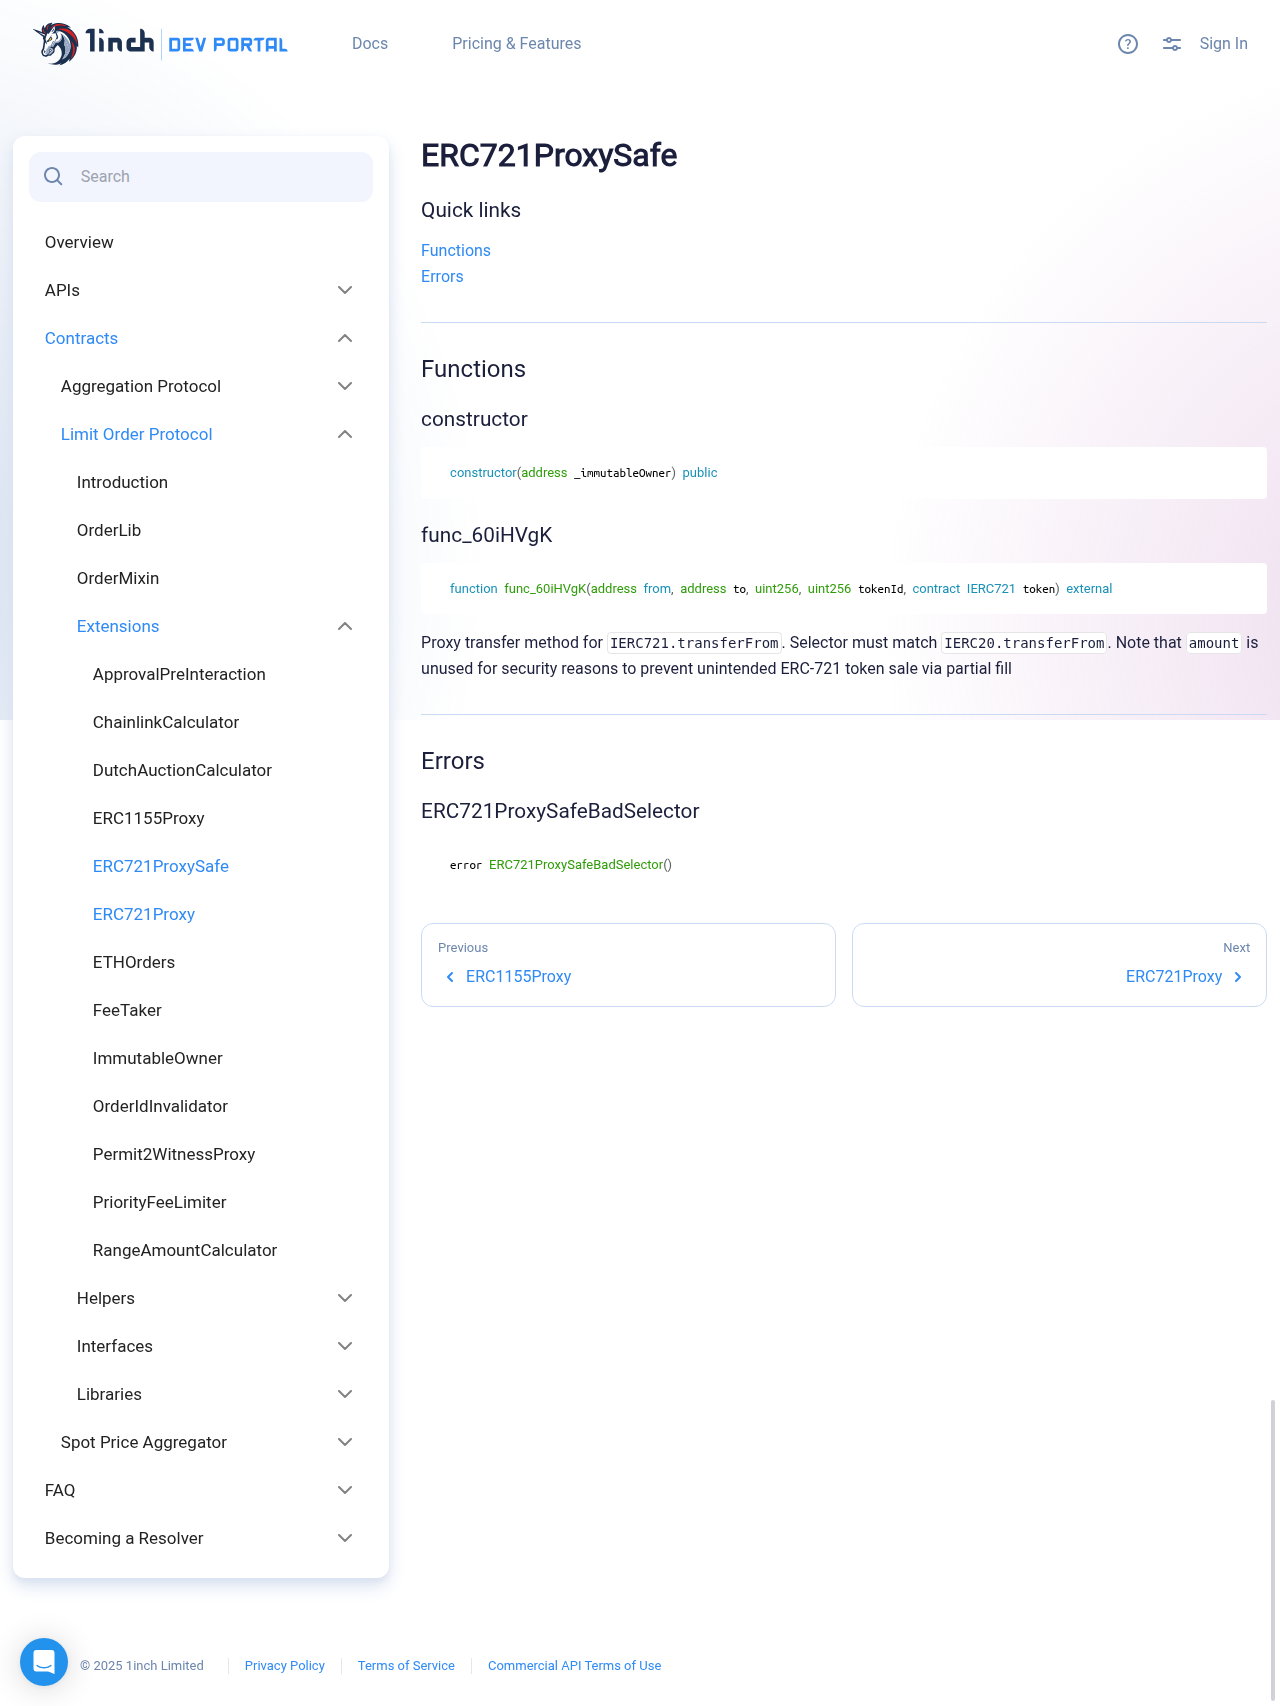 1inch DEV PORTAL
Docs
Pricing & Features
Sign In
Search
Overview
APIs
Contracts
Aggregation Protocol
Limit Order Protocol
Introduction
OrderLib
OrderMixin
Extensions
ApprovalPreInteraction
ChainlinkCalculator
DutchAuctionCalculator
ERC1155Proxy
ERC721ProxySafe
ERC721Proxy
ETHOrders
FeeTaker
ImmutableOwner
OrderIdInvalidator
Permit2WitnessProxy
PriorityFeeLimiter
RangeAmountCalculator
Helpers
Interfaces
Libraries
Spot Price Aggregator
FAQ
Becoming a Resolver
ERC721ProxySafe
Quick links
Functions
Errors
Functions
constructor
constructor(address _immutableOwner) public
func_60iHVgK
function func_60iHVgK(address from, address to, uint256, uint256 tokenId, contract IERC721 token) external
Proxy transfer method for IERC721.transferFrom. Selector must match IERC20.transferFrom. Note that amount is
unused for security reasons to prevent unintended ERC-721 token sale via partial fill
Errors
ERC721ProxySafeBadSelector
error ERC721ProxySafeBadSelector()
Previous
ERC1155Proxy
Next
ERC721Proxy
© 2025 1inch Limited
Privacy Policy
Terms of Service
Commercial API Terms of Use